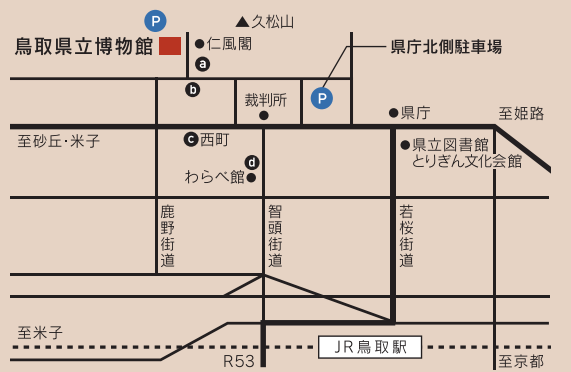 P
▲久松山
鳥取県立博物館
●仁風閣
県庁北側駐車場
a
b
裁判所
P
県庁
至姫路
至砂丘・米子
c 西町
県立図書館
とりぎん文化会館
d
わらべ館
鹿野街道
智頭街道
若桜街道
至米子
JR鳥取駅
R53
至京都